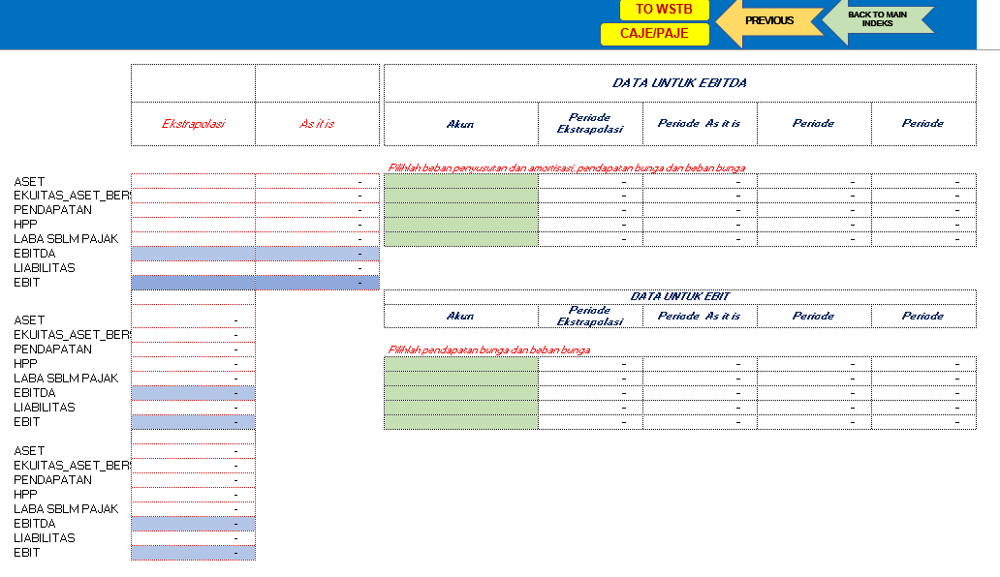 TO WSTB
CAJE/PAJE
PREVIOUS
BACK TO MAIN
INDEKS
DATA UNTUK EBITDA
Ekstrapolasi As it is Akun Periode Ekstrapolasi Periode As it is Periode Periode
Pilihlah beban penyusutan dan amortisasi, pendapatan bunga dan beban bunga
ASET - - - - -
EKUITAS_ASET_BER - - - - -
PENDAPATAN - - - - -
HPP - - - - -
LABA SBLM PAJAK - - - - -
EBITDA -
LIABILITAS -
EBIT -
DATA UNTUK EBIT
Akun Periode Ekstrapolasi Periode As it is Periode Periode
ASET -
EKUITAS_ASET_BER -
Pilihlah pendapatan bunga dan beban bunga
PENDAPATAN -
HPP - - - - -
LABA SBLM PAJAK - - - - -
EBITDA - - - - -
LIABILITAS - - - - -
EBIT - - - - -
ASET -
EKUITAS_ASET_BER -
PENDAPATAN -
HPP -
LABA SBLM PAJAK -
EBITDA -
LIABILITAS -
EBIT -